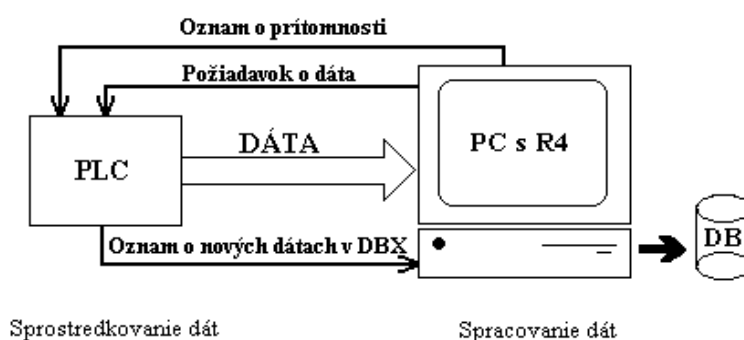 Oznam o prítomnosti
Požiadavok o dáta
PLC
DÁTA
PC s R4
Oznam o nových dátach v DBX
DB
Sprostredkovanie dát
Spracovanie dát